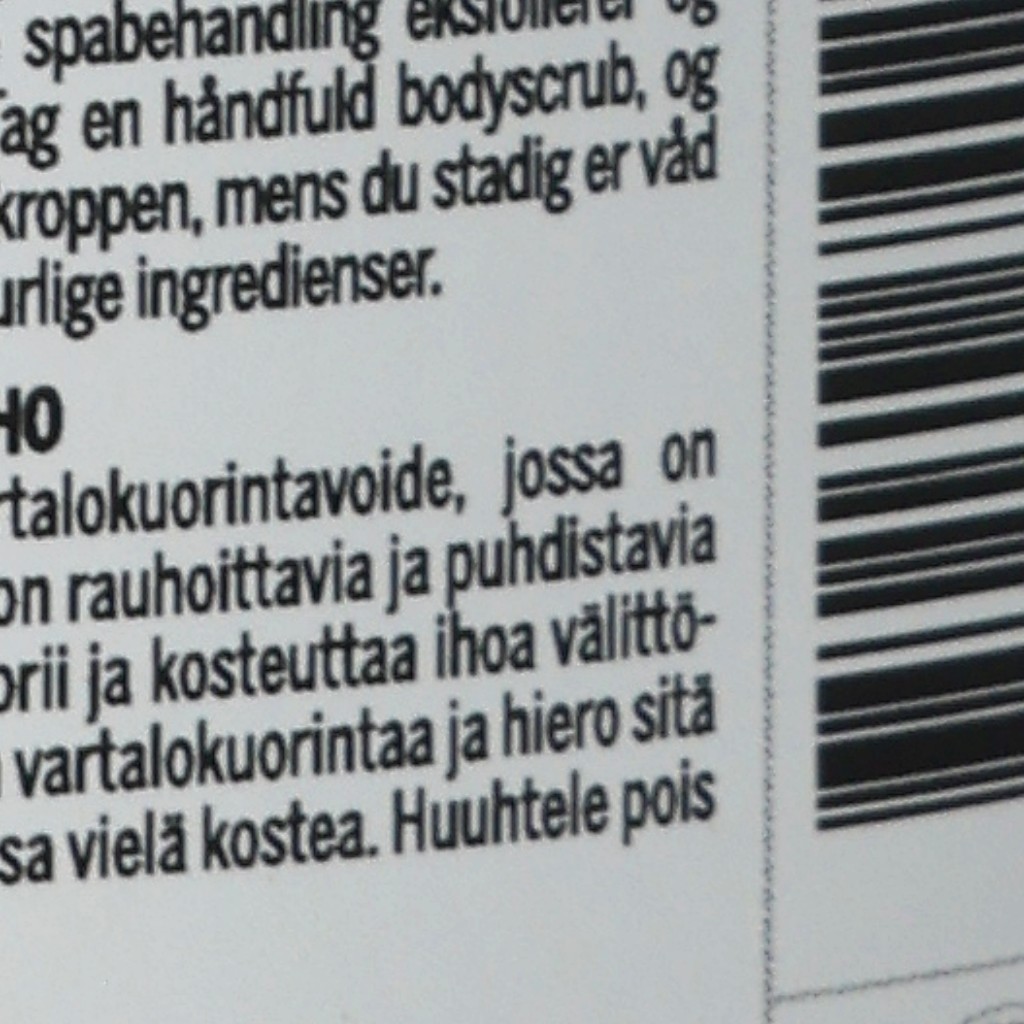 spabehandling eksfolierer og
Tag en håndfuld bodyscrub, og
kroppen, mens du stadig er våd
urlige ingredienser.
HO
rtalokuorintavoide, jossa on
on rauhoittavia ja puhdistavia
orii ja kosteuttaa ihoa välittö-
vartalokuorintaa ja hiero sitä
sa vielä kostea. Huuhtele pois